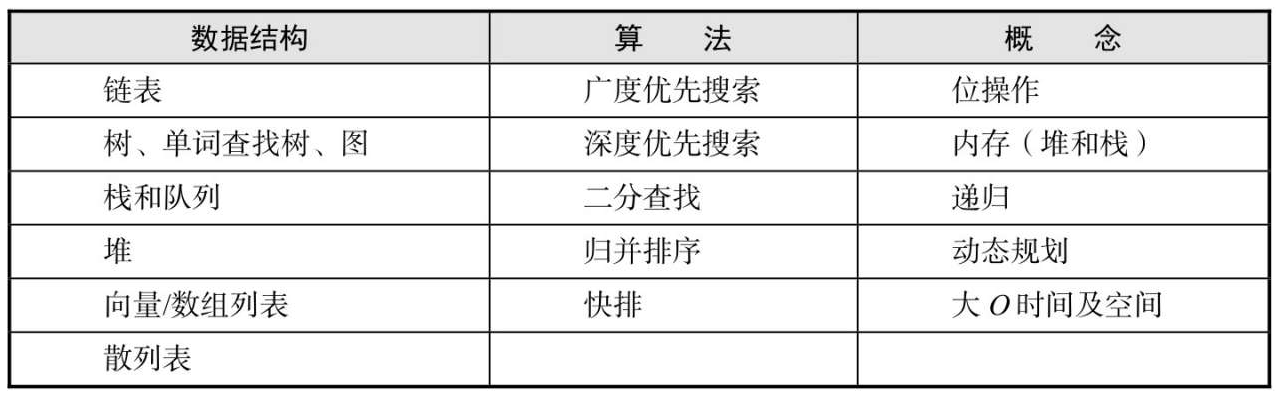 数据结构 算法 概念
链表 广度优先搜索 位操作
树、单词查找树、图 深度优先搜索 内存（堆和栈）
栈和队列 二分查找 递归
堆 归并排序 动态规划
向量/数组列表 快排 大O时间及空间
散列表